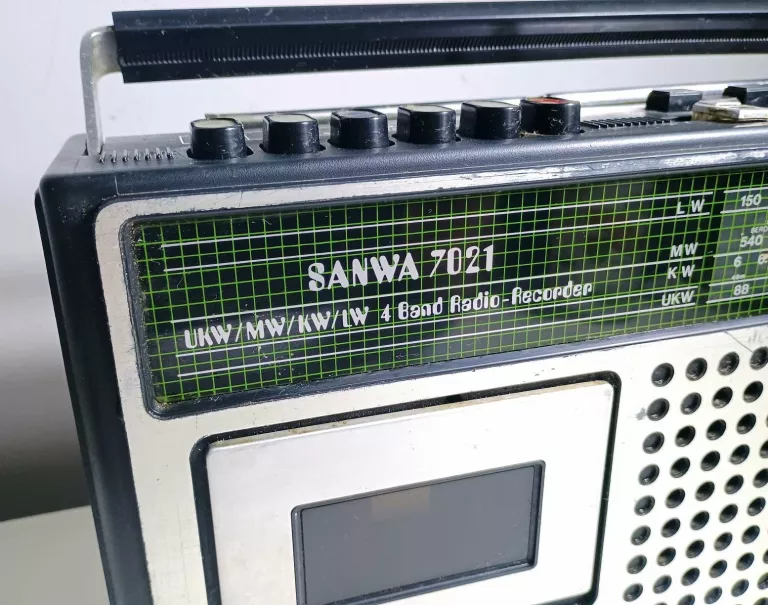 SANWA 7021
UKW/MW/KW/LW 4 Band Radio-Recorder
LW 150
MW 540
KW 6
UKW 88